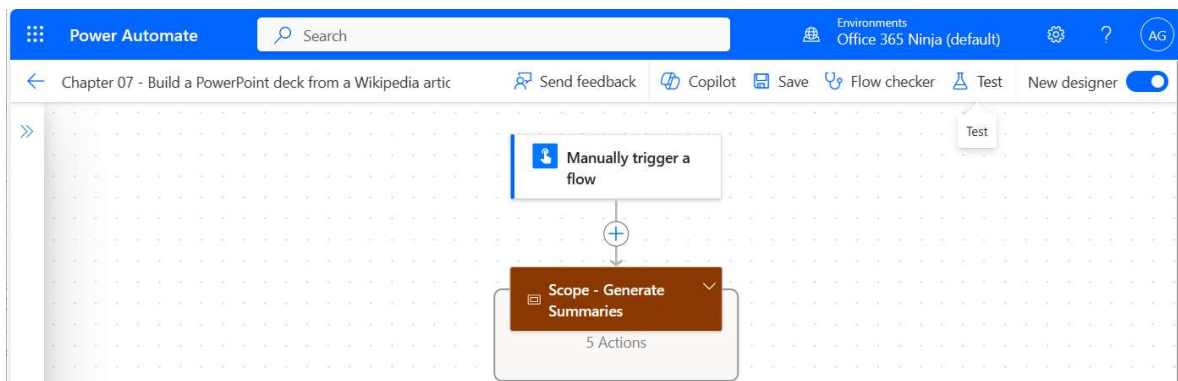 Power Automate
Search
Environments
Office 365 Ninja (default)
?
AG
Chapter 07 - Build a PowerPoint deck from a Wikipedia artic
Send feedback
Copilot
Save
Flow checker
Test
New designer
Test
Manually trigger a
flow
Scope - Generate
Summaries
5 Actions